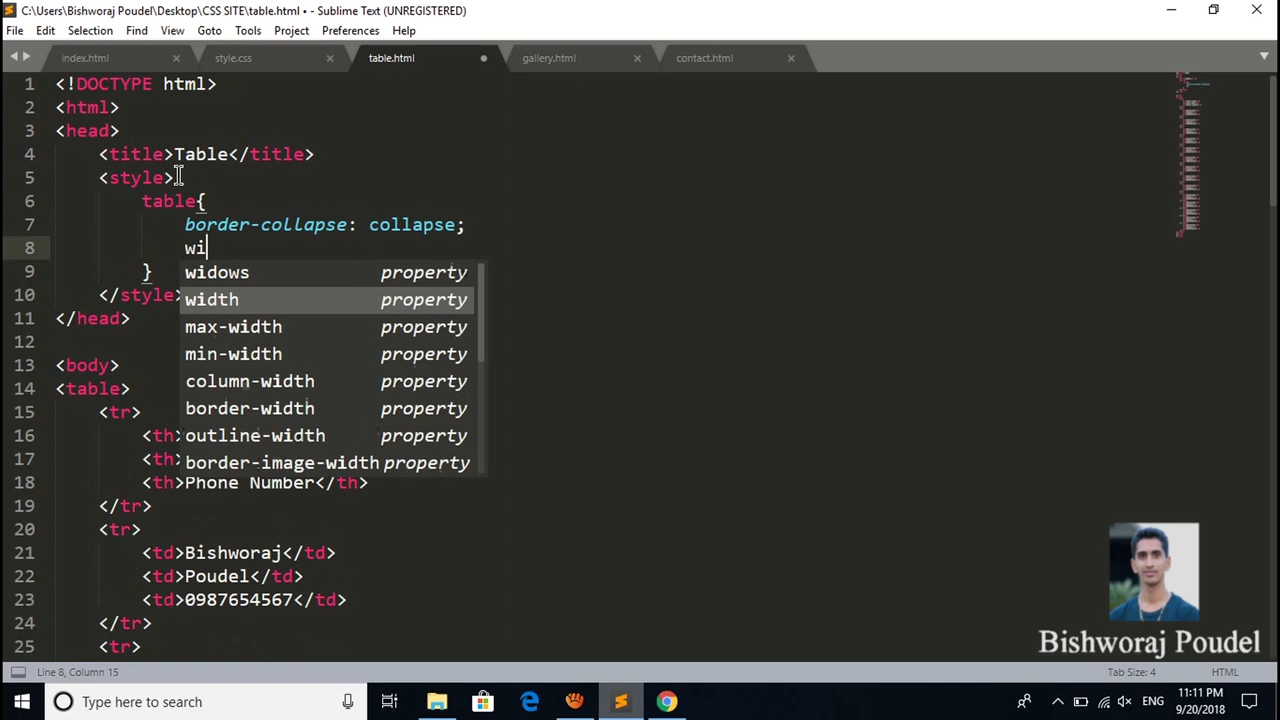 C:\Users\Bishworaj Poudel\Desktop\CSS SITE\table.html • - Sublime Text (UNREGISTERED)
File Edit Selection Find View Goto Tools Project Preferences Help
index.html style.css table.html gallery.html contact.html
1 <!DOCTYPE html>
2 <html>
3 <head>
4 <title>Table</title>
5 <style>
6 table{
7 border-collapse: collapse;
8 wi
9 }
widows property
10 </style>
width property
11 </head>
max-width property
12
min-width property
13 <body>
column-width property
14 <table>
border-width property
15 <tr>
outline-width property
16 <th>
border-image-width property
17 <th>
18 <th>Phone Number</th>
19 </tr>
20 <tr>
21 <td>Bishworaj</td>
22 <td>Poudel</td>
23 <td>0987654567</td>
24 </tr>
25 <tr>
Bishworaj Poudel
Line 8, Column 15 Tab Size: 4 HTML
Type here to search
ENG
11:11 PM
9/20/2018